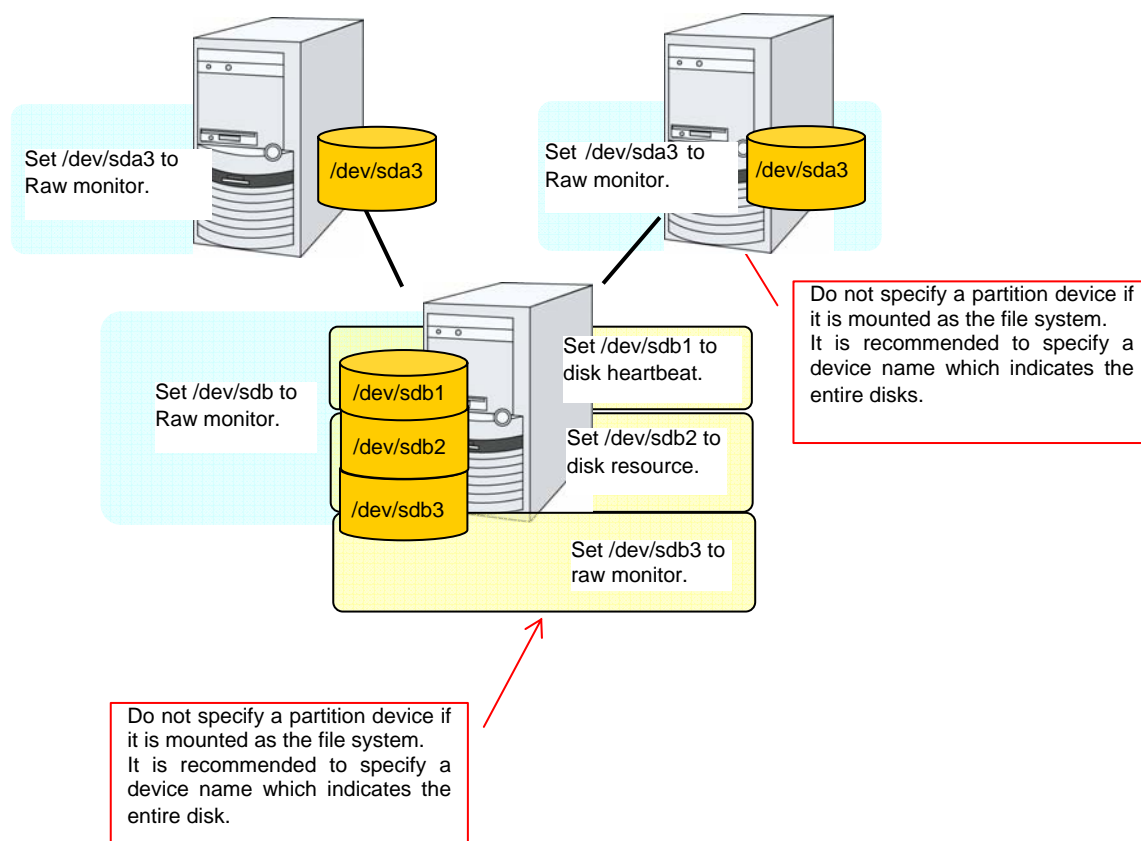 Set /dev/sda3 to
Raw monitor.
/dev/sda3
Set /dev/sda3 to
Raw monitor.
/dev/sda3
Do not specify a partition device if
it is mounted as the file system.
It is recommended to specify a
device name which indicates the
entire disks.
Set /dev/sdb to
Raw monitor.
/dev/sdb1
/dev/sdb2
/dev/sdb3
Set /dev/sdb1 to
disk heartbeat.
Set /dev/sdb2 to
disk resource.
Set /dev/sdb3 to
raw monitor.
Do not specify a partition device if
it is mounted as the file system.
It is recommended to specify a
device name which indicates the
entire disk.